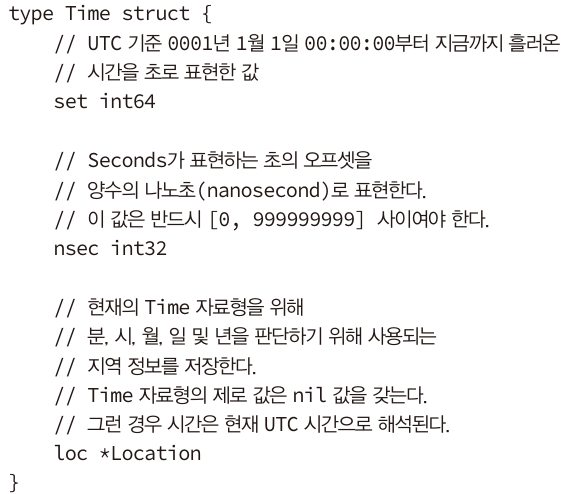 type Time struct {
// UTC 기준 0001년 1월 1일 00:00:00부터 지금까지 흘러온
// 시간을 초로 표현한 값
set int64
// Seconds가 표현하는 초의 오프셋을
// 양수의 나노초(nanosecond)로 표현한다.
// 이 값은 반드시 [0, 999999999] 사이여야 한다.
nsec int32
// 현재의 Time 자료형을 위해
// 분, 시, 월, 일 및 년을 판단하기 위해 사용되는
// 지역 정보를 저장한다.
// Time 자료형의 제로 값은 nil 값을 갖는다.
// 그런 경우 시간은 현재 UTC 시간으로 해석된다.
loc *Location
}